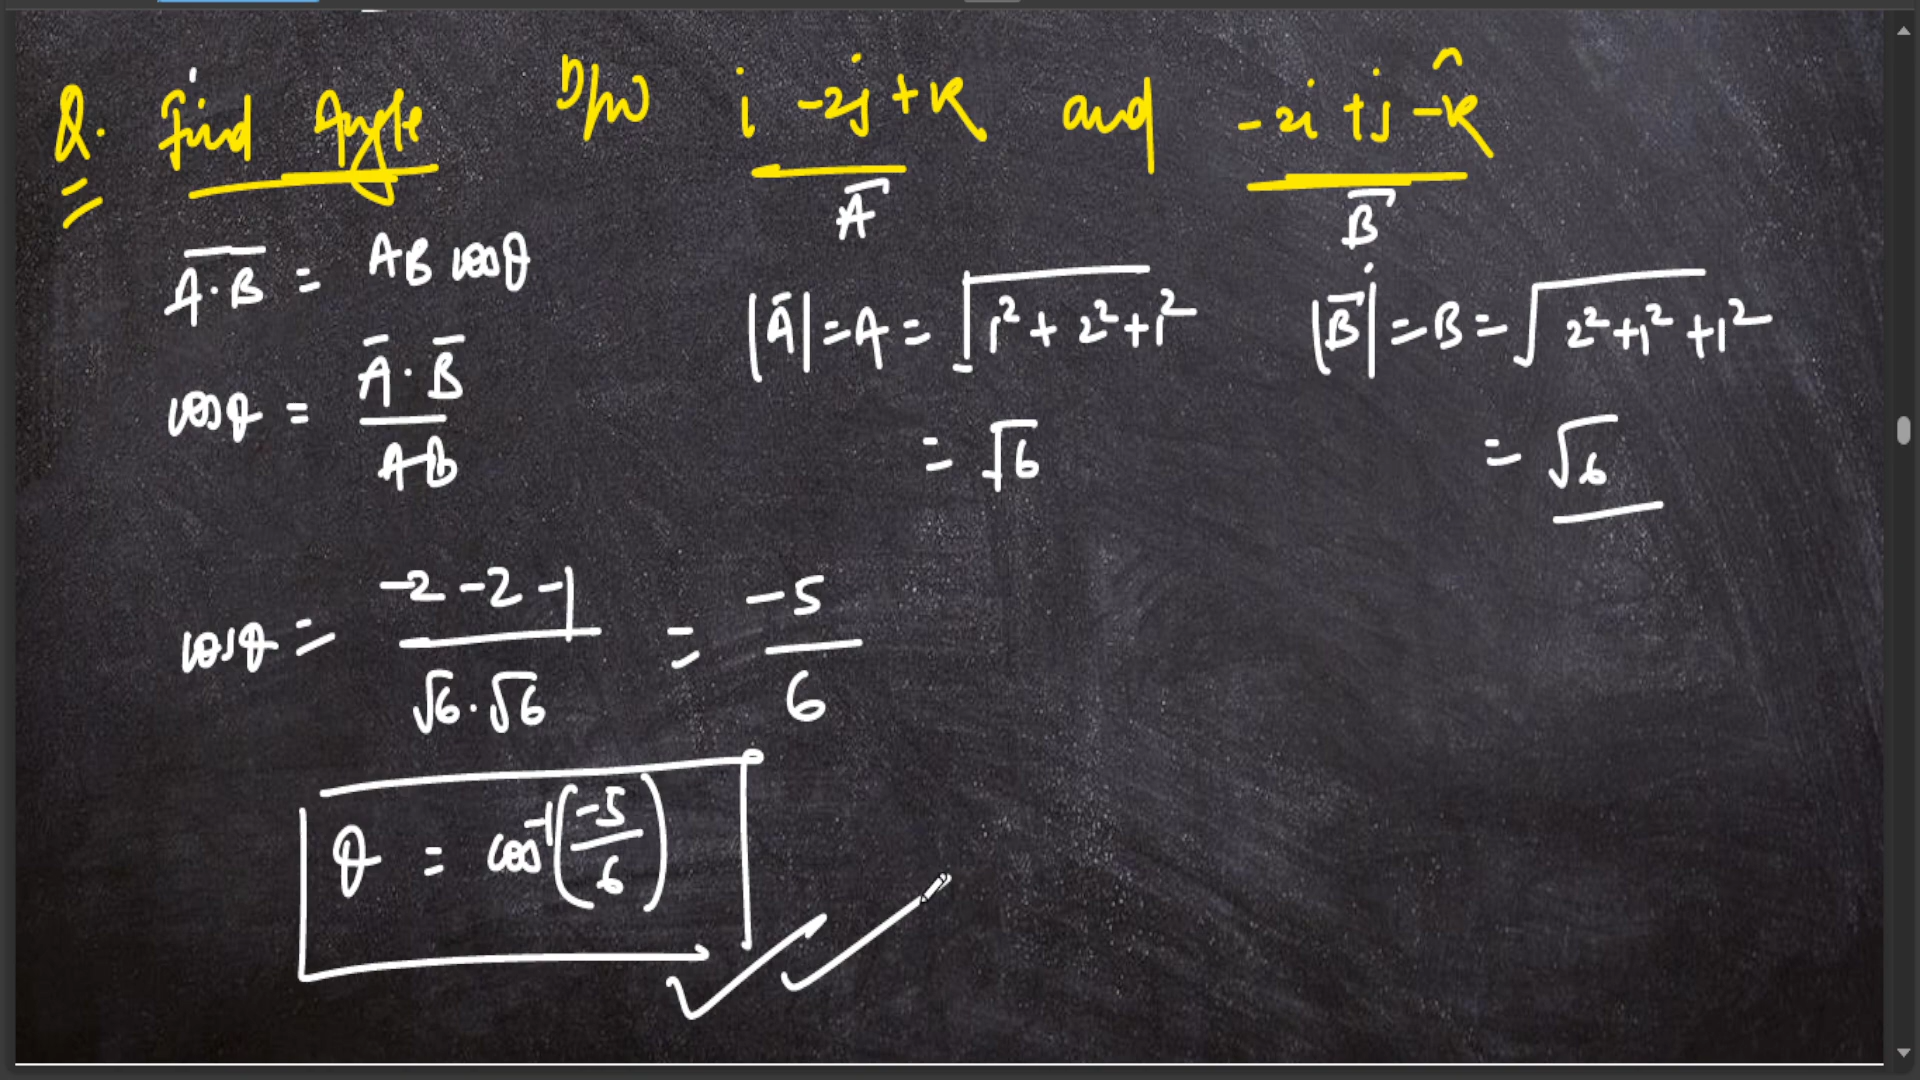 Q. find Angle b/w i -2j + k and -2i + j - k̂
A̅
B̅
A̅·B̅ = AB cosθ
|A̅| = A = √1² + 2² + 1²
|B̅| = B = √2² + 1² + 1²
cosθ = A̅·B̅ / AB
= √6
= √6
cosθ = -2 -2 -1 / √6·√6 = -5 / 6
θ = cos⁻¹(-5/6)